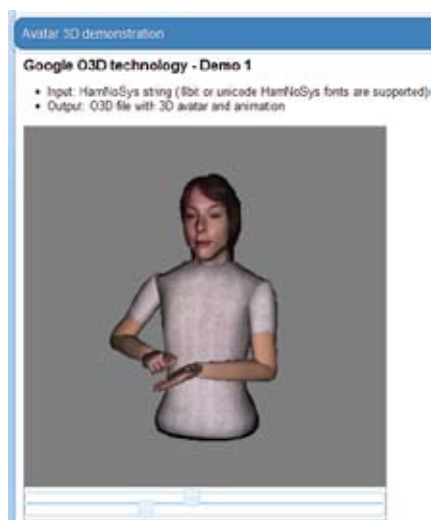 Avatar 3D demonstration
Google O3D technology - Demo 1
• Input: HamNoSys string (8bit or unicode HamNoSys fonts are supported)
• Output: O3D file with 3D avatar and animation